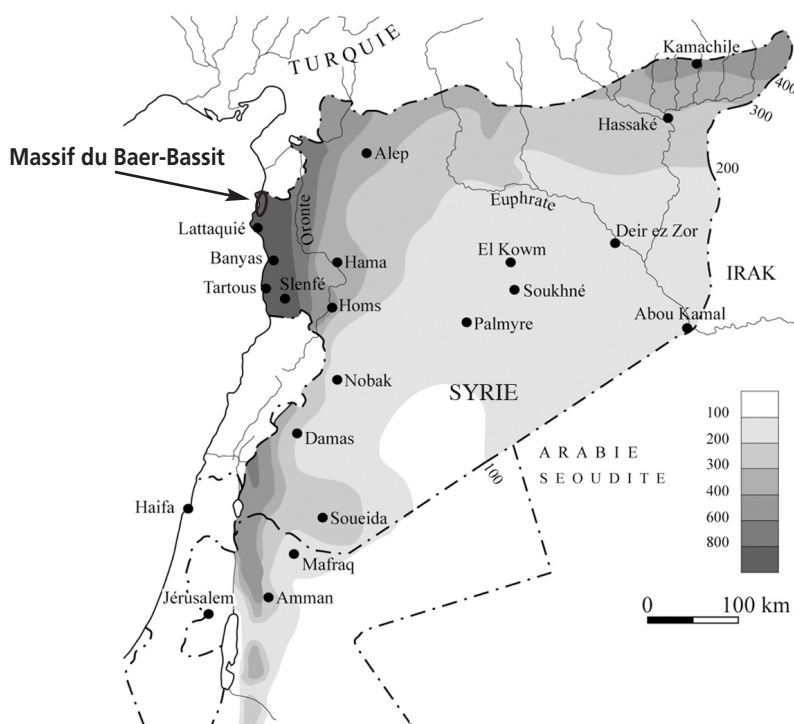 TURQUIE
Kamachile
400
300
Hassaké
200
Massif du Baer-Bassit
Alep
Oronte
Euphrate
Lattaquié
Deir ez Zor
Banyas
Hama
El Kowm
IRAK
Tartous
Slenfé
Soukhné
Homs
Abou Kamal
Palmyre
Nobak
SYRIE
Damas
100
ARABIE
SEOUDITE
100
200
300
400
600
800
Haifa
Soueida
Mafraq
Jérusalem
Amman
0 100 km